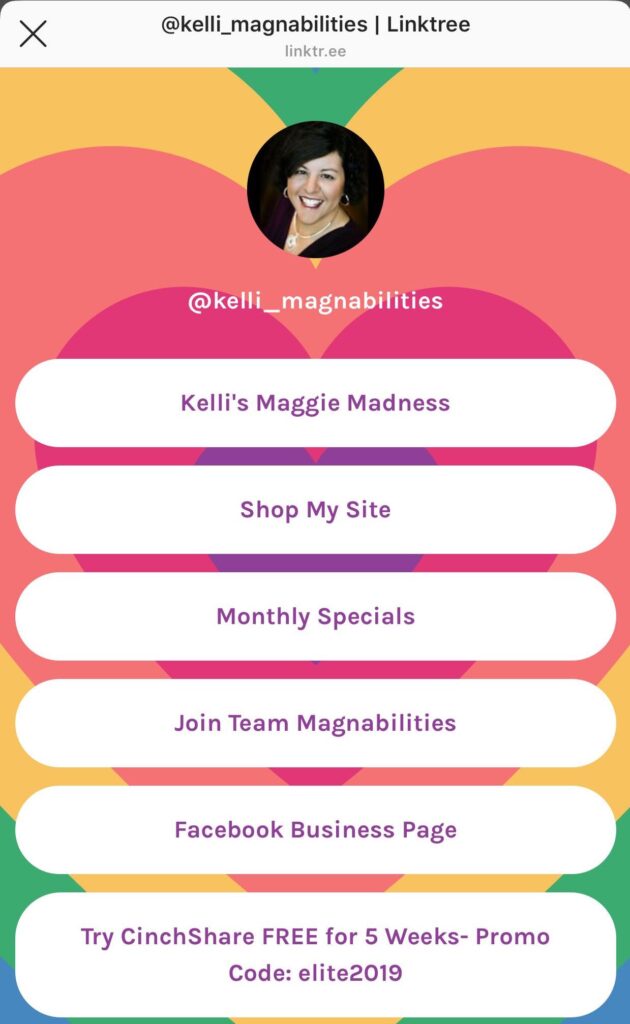 @kelli_magnabilities | Linktree
linktr.ee
@kelli_magnabilities
Kelli's Maggie Madness
Shop My Site
Monthly Specials
Join Team Magnabilities
Facebook Business Page
Try CinchShare FREE for 5 Weeks- Promo
Code: elite2019